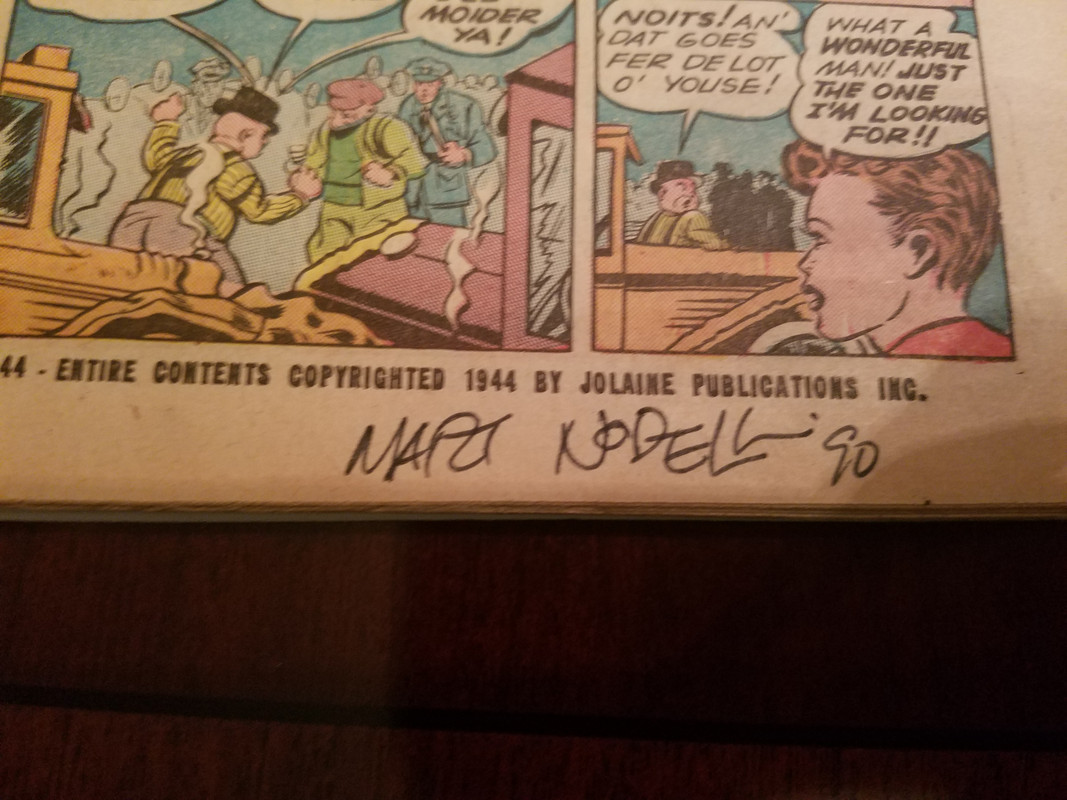 MOIDER
YA!
NOITS! AN'
DAT GOES
FER DE LOT
O' YOUSE!
WHAT A
WONDERFUL
MAN! JUST
THE ONE
I'M LOOKING
FOR!!
44 - ENTIRE CONTENTS COPYRIGHTED 1944 BY JOLAINE PUBLICATIONS INC.
MART NODELL '90